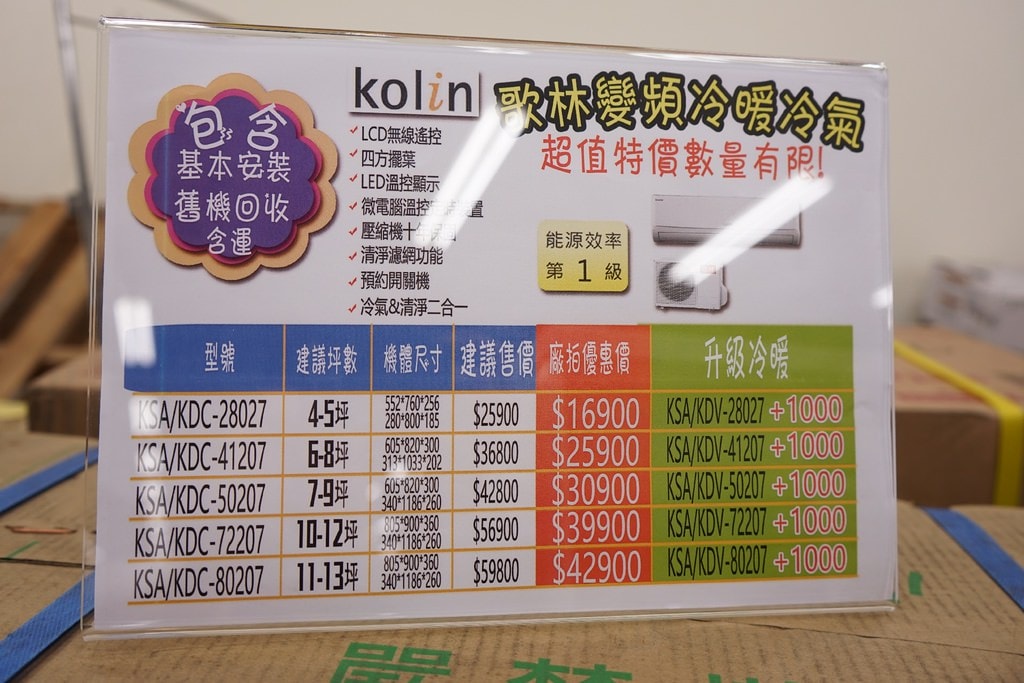 包含
基本安裝
舊機回收
含運
kolin
歌林變頻冷暖冷氣
超值特價數量有限!
LCD無線遙控
四方擺葉
LED溫控顯示
微電腦溫控
壓縮機十年
清淨濾網功能
預約開關機
冷氣&清淨二合一
能源效率
第 1 級
型號 建議坪數 機體尺寸 建議售價 廠拍優惠價 升級冷暖
KSA/KDC-28027 4-5坪 552*760*256 280*800*185 $25900 $16900 KSA/KDV-28027 +1000
KSA/KDC-41207 6-8坪 605*820*300 313*1033*202 $36800 $25900 KSA/KDV-41207 +1000
KSA/KDC-50207 7-9坪 605*820*300 340*1186*260 $42800 $30900 KSA/KDV-50207 +1000
KSA/KDC-72207 10-12坪 805*900*360 340*1186*260 $56900 $39900 KSA/KDV-72207 +1000
KSA/KDC-80207 11-13坪 805*900*360 340*1186*260 $59800 $42900 KSA/KDV-80207 +1000
嚴禁